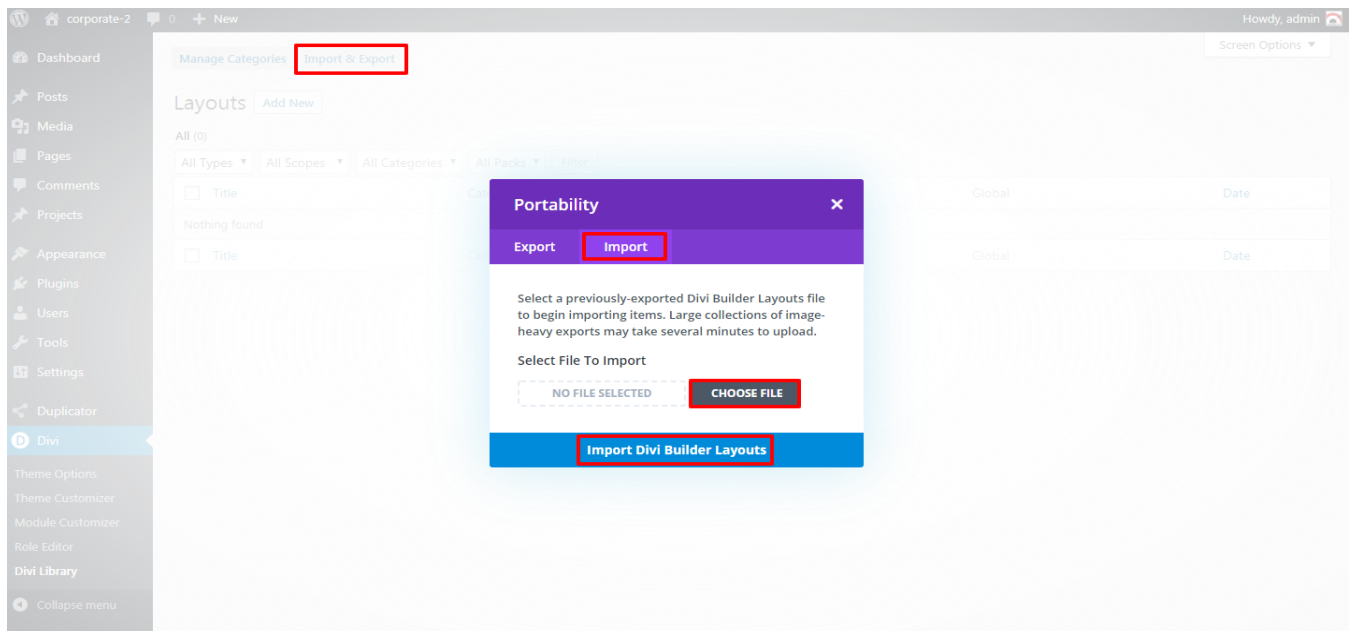 corporate-2 0 + New Howdy, admin
Screen Options ▼
Dashboard
Posts
Media
Pages
Comments
Projects
Appearance
Plugins
Users
Tools
Settings
Duplicator
Divi
Theme Options
Theme Customizer
Module Customizer
Role Editor
Divi Library
Collapse menu
Manage Categories Import & Export
Layouts Add New
All (0)
All Types ▼ All Scopes ▼ All Categories ▼ All Packs ▼ Filter
Title Global Date
Nothing found
Title Global Date
Portability ×
Export Import
Select a previously-exported Divi Builder Layouts file
to begin importing items. Large collections of image-
heavy exports may take several minutes to upload.
Select File To Import
NO FILE SELECTED CHOOSE FILE
Import Divi Builder Layouts